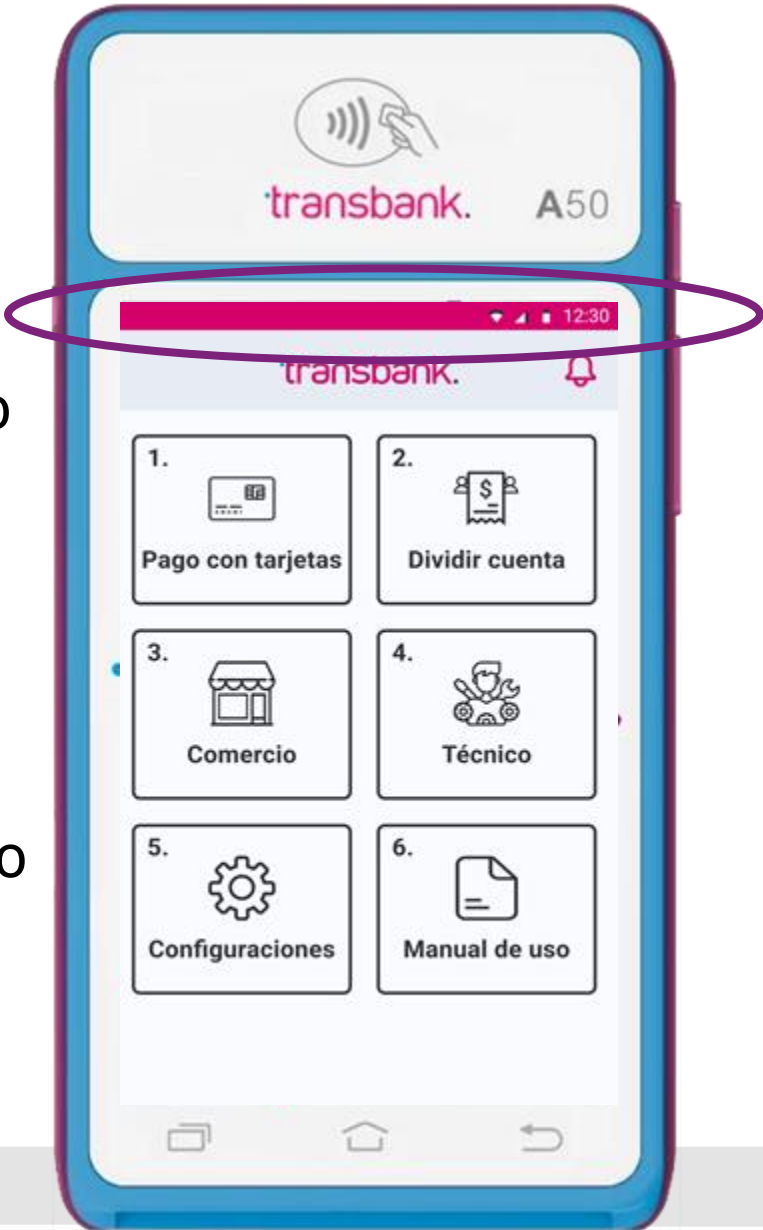 transbank.
A50
12:30
transbank.
o
1.
Pago con tarjetas
2.
Dividir cuenta
3.
Comercio
4.
Técnico
o
5.
Configuraciones
6.
Manual de uso